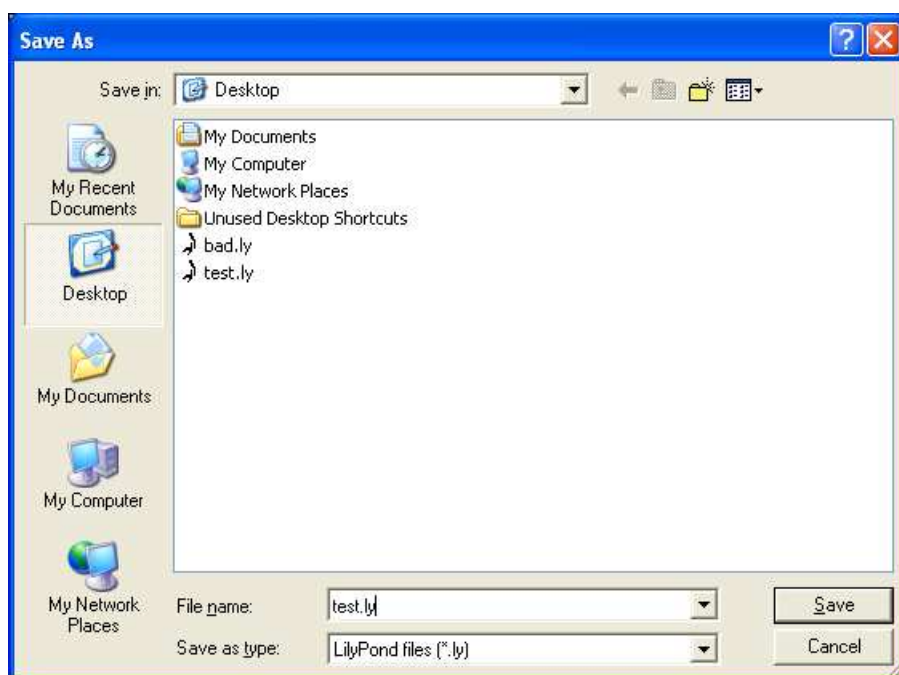 Save As
Save in: Desktop
My Recent
Documents
Desktop
My Documents
My Computer
My Network
Places
My Documents
My Computer
My Network Places
Unused Desktop Shortcuts
bad.ly
test.ly
File name: test.ly Save
Save as type: LilyPond files (*.ly) Cancel